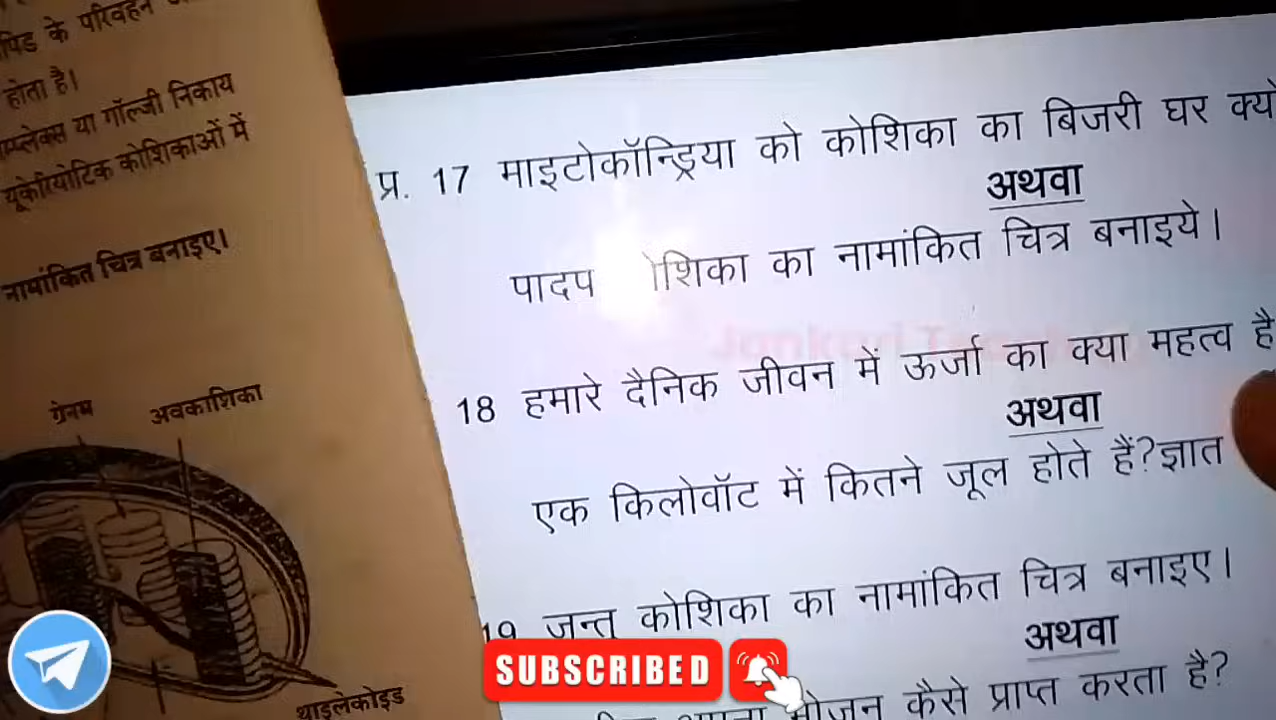 पिंड के परिवहन
होता है।
म्प्लेक्स या गॉल्जी निकाय
यूकेरियोटिक कोशिकाओं में
नामांकित चित्र बनाइए।
ग्रेनम
अवकाशिका
थाइलेकोइड
प्र. 17 माइटोकॉन्ड्रिया को कोशिका का बिजरी घर क्यो
अथवा
पादप ोशिका का नामांकित चित्र बनाइये।
18 हमारे दैनिक जीवन में ऊर्जा का क्या महत्व है
अथवा
एक किलोवॉट में कितने जूल होते हैं?ज्ञात
19 जन्तु कोशिका का नामांकित चित्र बनाइए।
अथवा
भोजन कैसे प्राप्त करता है?
SUBSCRIBED